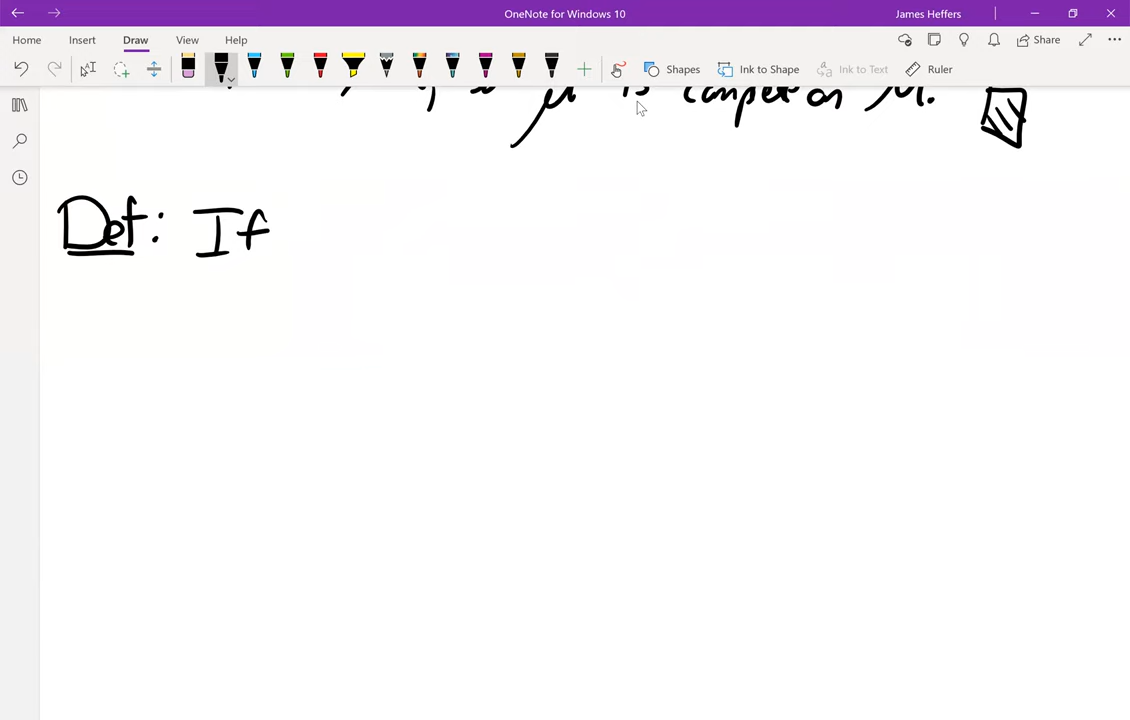 OneNote for Windows 10
James Heffers
Home Insert Draw View Help
Share
Shapes Ink to Shape Ink to Text Ruler
μ is complet on M.
Def: If